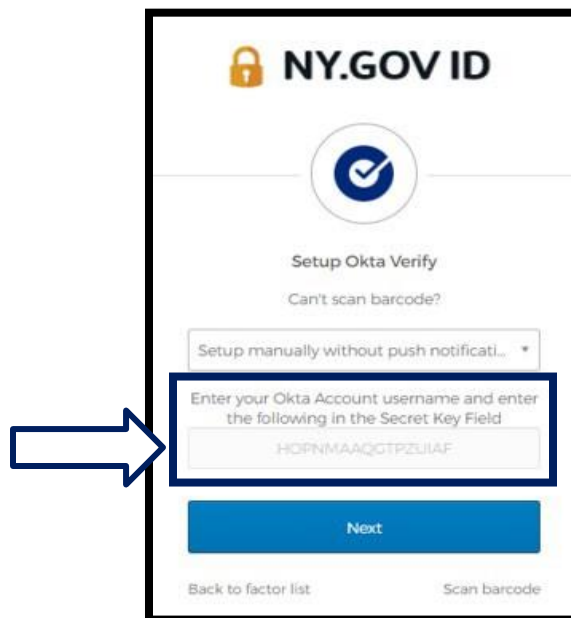 NY.GOV ID
Setup Okta Verify
Can't scan barcode?
Setup manually without push notificati...
Enter your Okta Account username and enter
the following in the Secret Key Field
HOPNMAAQGTPZUIAF
Next
Back to factor list Scan barcode